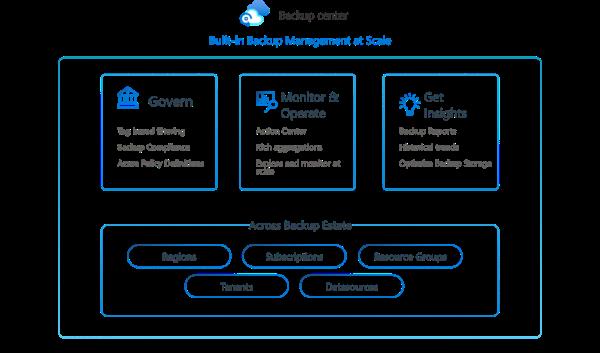 Backup center
Built-in Backup Management at Scale
Govern
Tag based filtering
Backup Compliance
Azure Policy Definitions
Monitor &
Operate
Action Center
Rich aggregations
Explore and monitor at
scale
Get
Insights
Backup Reports
Historical trends
Optimize Backup Storage
Across Backup Estate
Regions
Subscriptions
Resource Groups
Tenants
Datasources